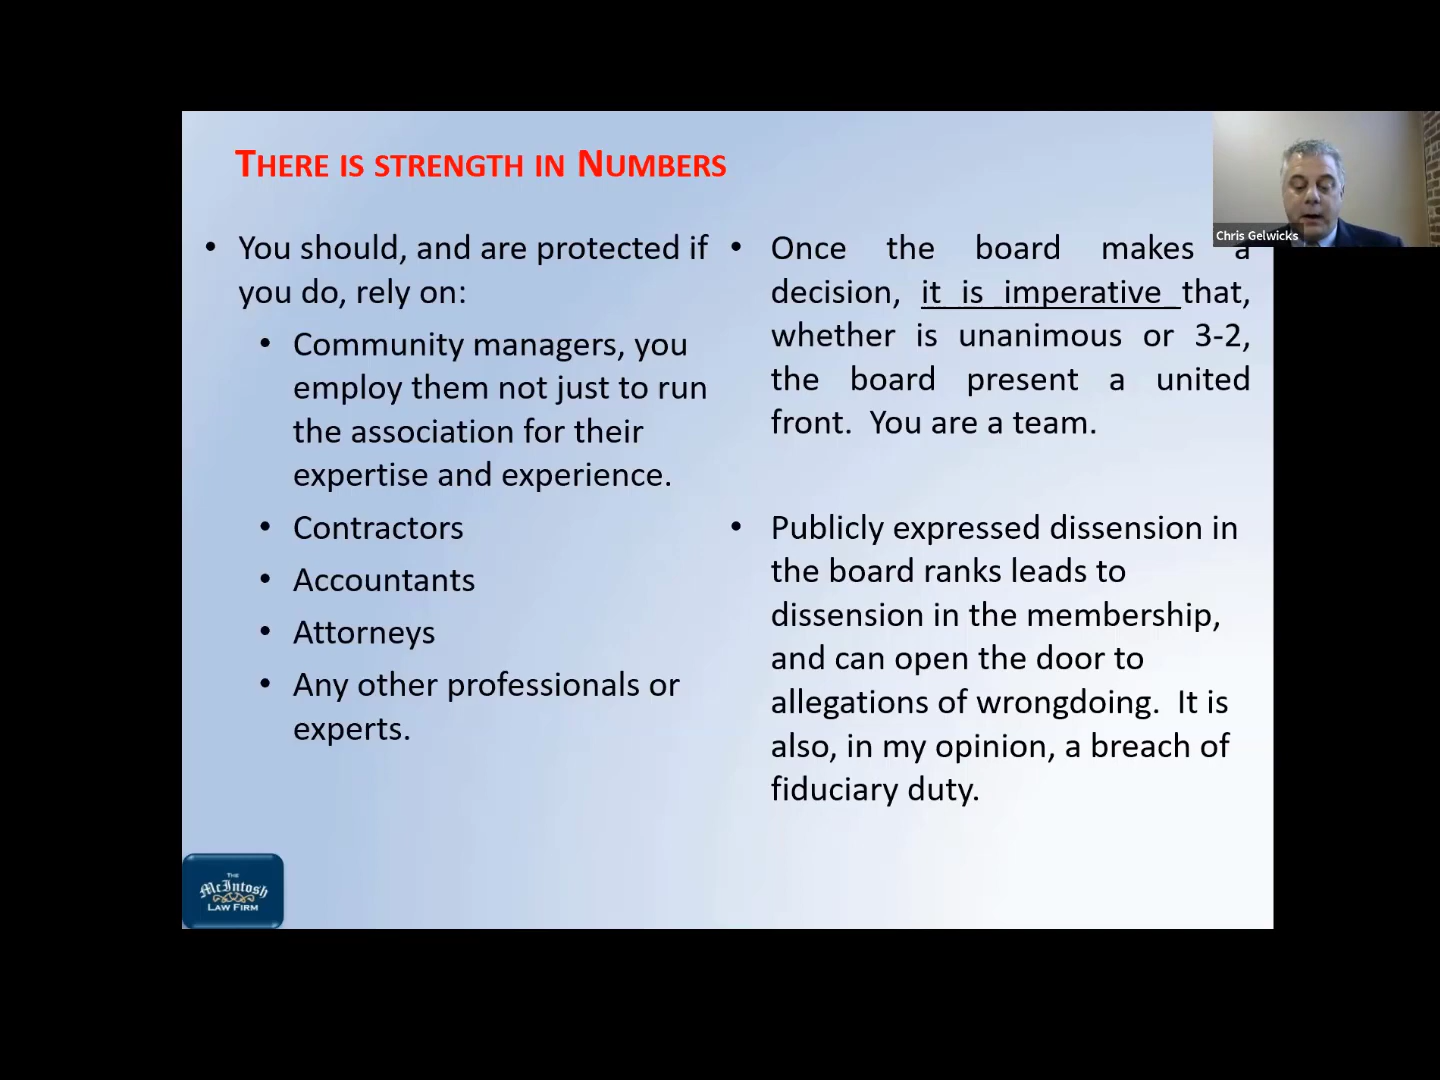 THERE IS STRENGTH IN NUMBERS
• You should, and are protected if
you do, rely on:
• Community managers, you
employ them not just to run
the association for their
expertise and experience.
• Contractors
• Accountants
• Attorneys
• Any other professionals or
experts.
• Once the board makes a
decision, it is imperative that,
whether is unanimous or 3-2,
the board present a united
front. You are a team.
• Publicly expressed dissension in
the board ranks leads to
dissension in the membership,
and can open the door to
allegations of wrongdoing. It is
also, in my opinion, a breach of
fiduciary duty.
Chris Gelwicks
THE
McIntosh
LAW FIRM